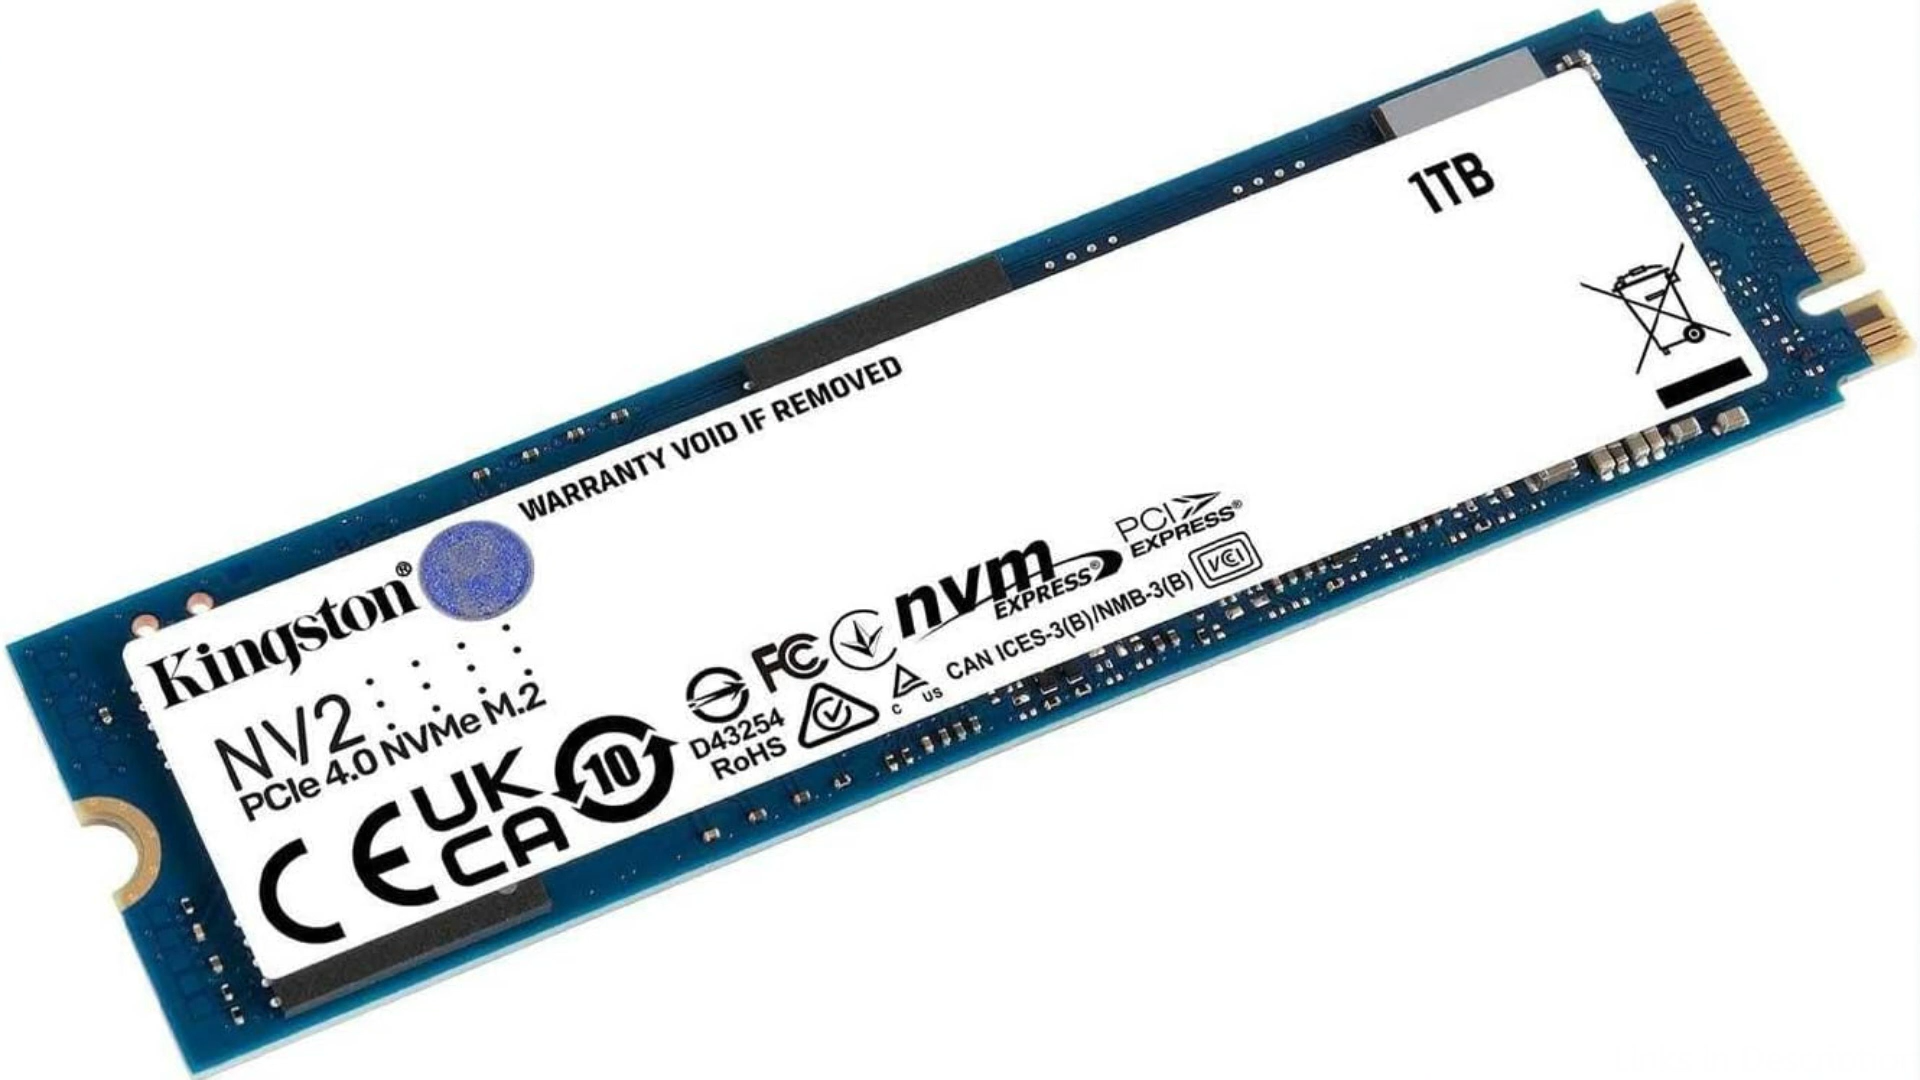 1TB
WARRANTY VOID IF REMOVED
Kingston®
NV2
PCIe 4.0 NVMe M.2
CE
UK
CA
10
D43254
RoHS
FC
C US
nvm
EXPRESS®
PCI
EXPRESS®
CAN ICES-3(B)/NMB-3(B)
VCI